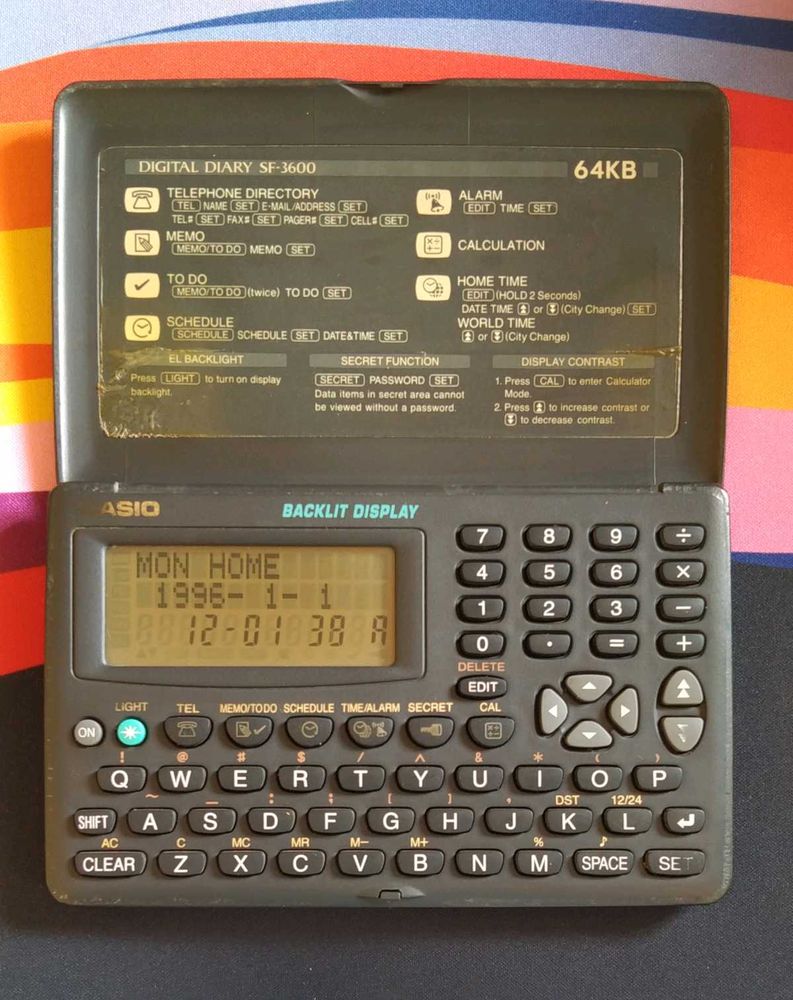 DIGITAL DIARY SF-3600 64KB
TELEPHONE DIRECTORY
TEL NAME SET E-MAIL/ADDRESS SET
TEL# SET FAX# SET PAGER# SET CELL# SET
MEMO
MEMO/TO DO MEMO SET
TO DO
MEMO/TO DO (twice) TO DO SET
SCHEDULE
SCHEDULE SCHEDULE SET DATE&TIME SET
ALARM
EDIT TIME SET
CALCULATION
HOME TIME
EDIT (HOLD 2 Seconds)
DATE TIME or (City Change) SET
WORLD TIME
or (City Change)
EL BACKLIGHT
Press LIGHT to turn on display
backlight.
SECRET FUNCTION
SECRET PASSWORD SET
Data items in secret area cannot
be viewed without a password.
DISPLAY CONTRAST
1. Press CAL to enter Calculator
Mode.
2. Press to increase contrast or
to decrease contrast.
CASIO BACKLIT DISPLAY
MON HOME
1996- 1- 1
12-01 38 A
7 8 9 ÷
4 5 6 ×
1 2 3 −
0 . = +
DELETE
EDIT
LIGHT TEL MEMO/TO DO SCHEDULE TIME/ALARM SECRET CAL
ON
! @ # $ / ^ & * ( )
Q W E R T Y U I O P
~ _ : ; [ ] , DST 12/24
SHIFT A S D F G H J K L
AC C MC MR M− M+ % ♪
CLEAR Z X C V B N M SPACE SET